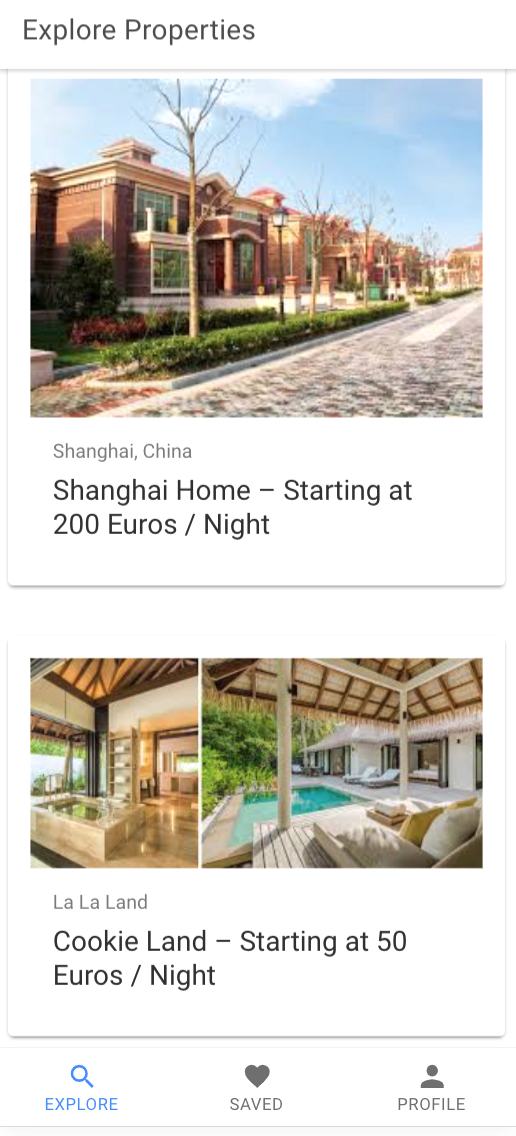 Explore Properties
Shanghai, China
Shanghai Home – Starting at
200 Euros / Night
La La Land
Cookie Land – Starting at 50
Euros / Night
EXPLORE
SAVED
PROFILE